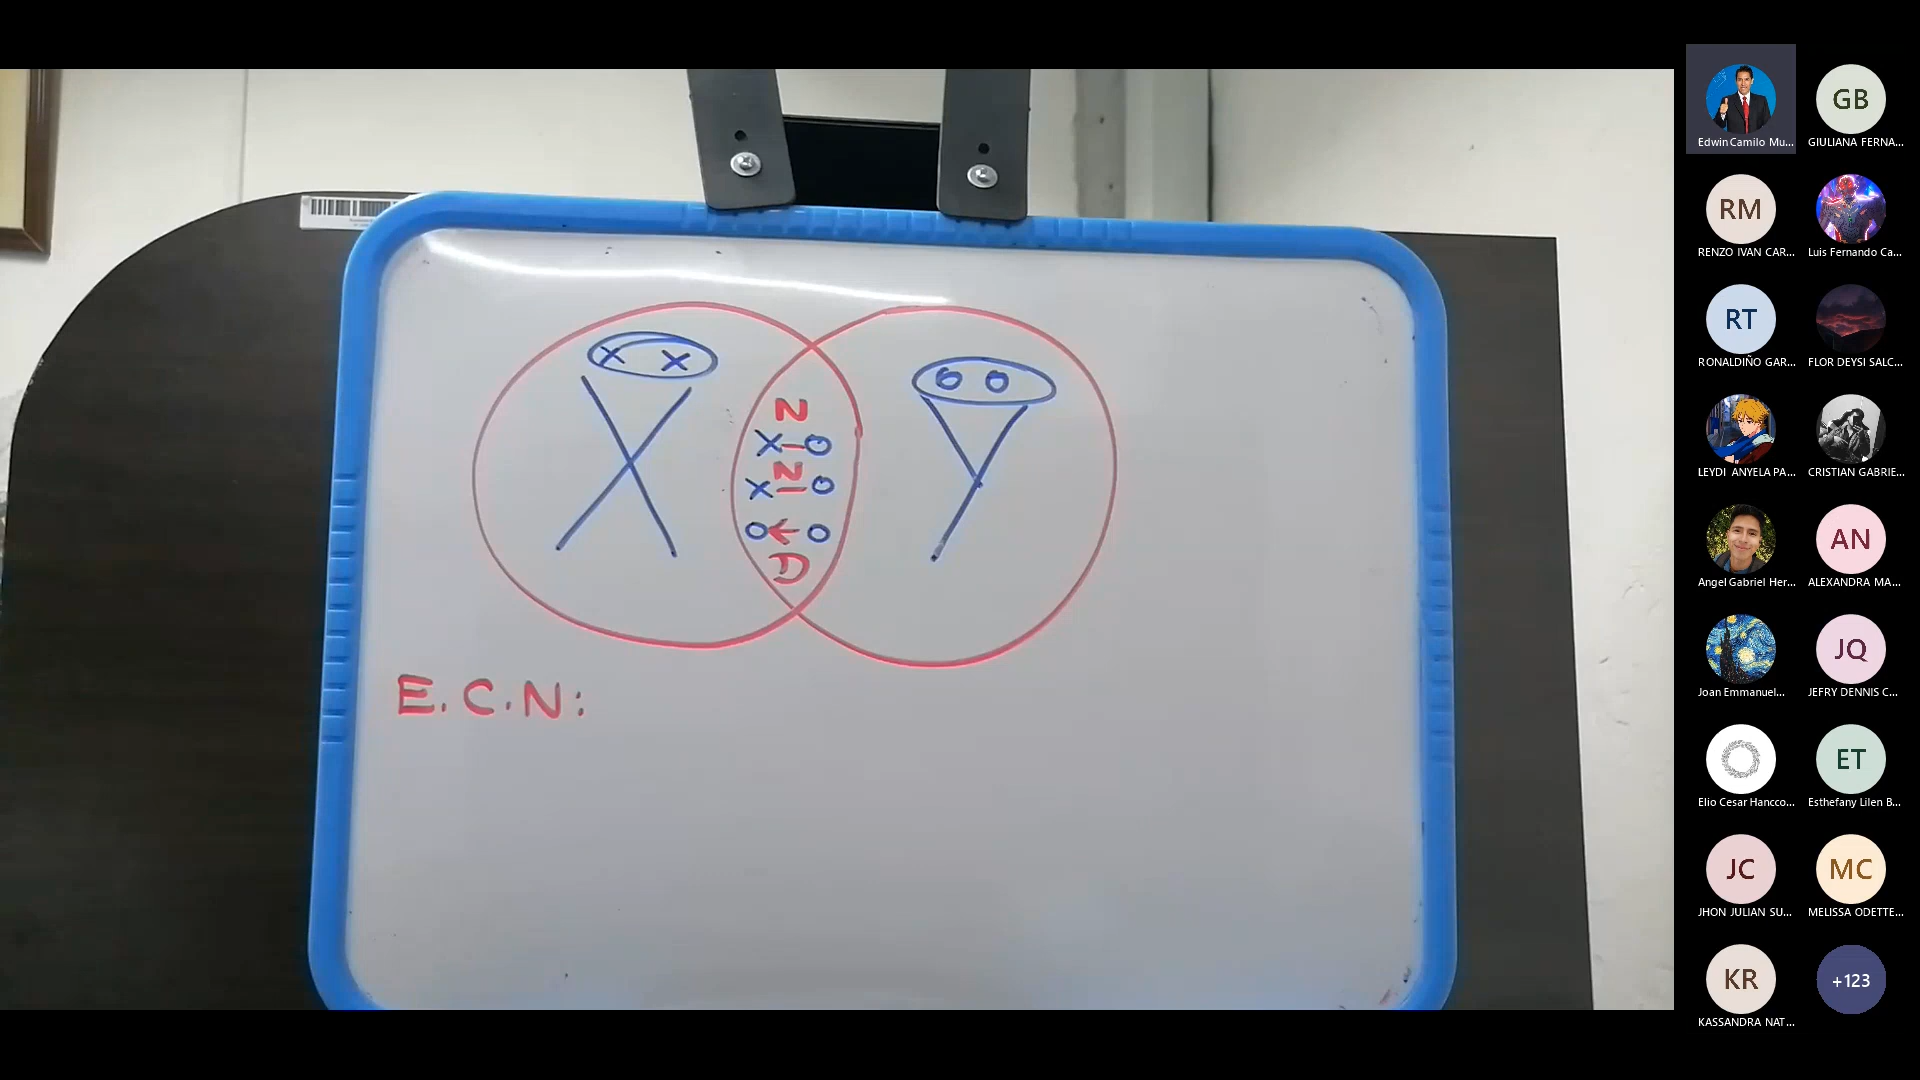 Edwin Camilo Mu...
GB
GIULIANA FERNA...
RM
RENZO IVAN CAR...
Luis Fernando Ca...
RT
RONALDIÑO GAR...
FLOR DEYSI SALC...
LEYDI ANYELA PA...
CRISTIAN GABRIE...
Angel Gabriel Her...
AN
ALEXANDRA MA...
Joan Emmanuel...
JQ
JEFRY DENNIS C...
Elio Cesar Hancco...
ET
Esthefany Lilen B...
JC
JHON JULIAN SU...
MC
MELISSA ODETTE...
KR
KASSANDRA NAT...
+123
x x
X
o o
Y
N
X-O
N
X-O
O←O
D
E.C.N: